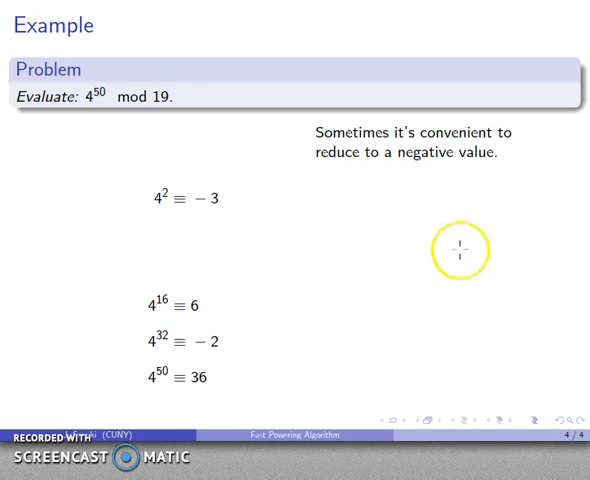 Example
Problem
Evaluate: 4^50 mod 19.
Sometimes it's convenient to
reduce to a negative value.
4^2 ≡ − 3
4^16 ≡ 6
4^32 ≡ − 2
4^50 ≡ 36
(CUNY) Fast Powering Algorithm 4 / 4
RECORDED WITH
SCREENCAST MATIC